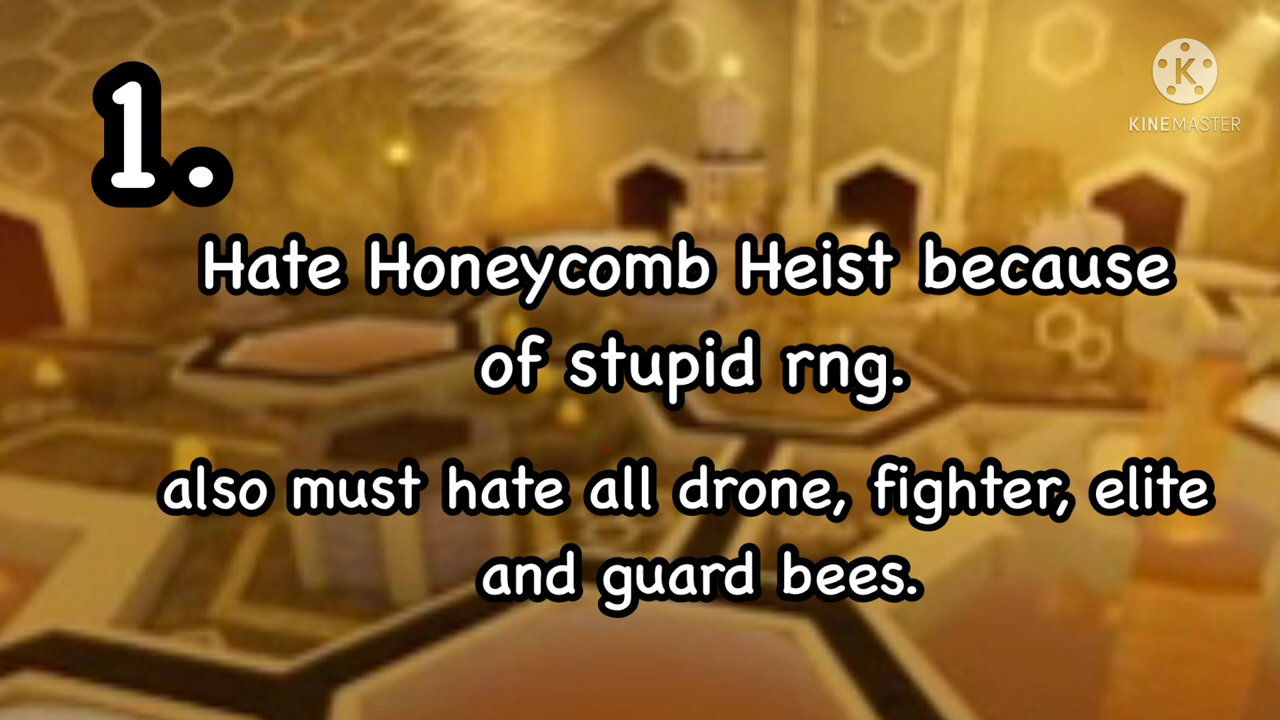 1.
KINEMASTER
Hate Honeycomb Heist because
of stupid rng.
also must hate all drone, fighter, elite
and guard bees.